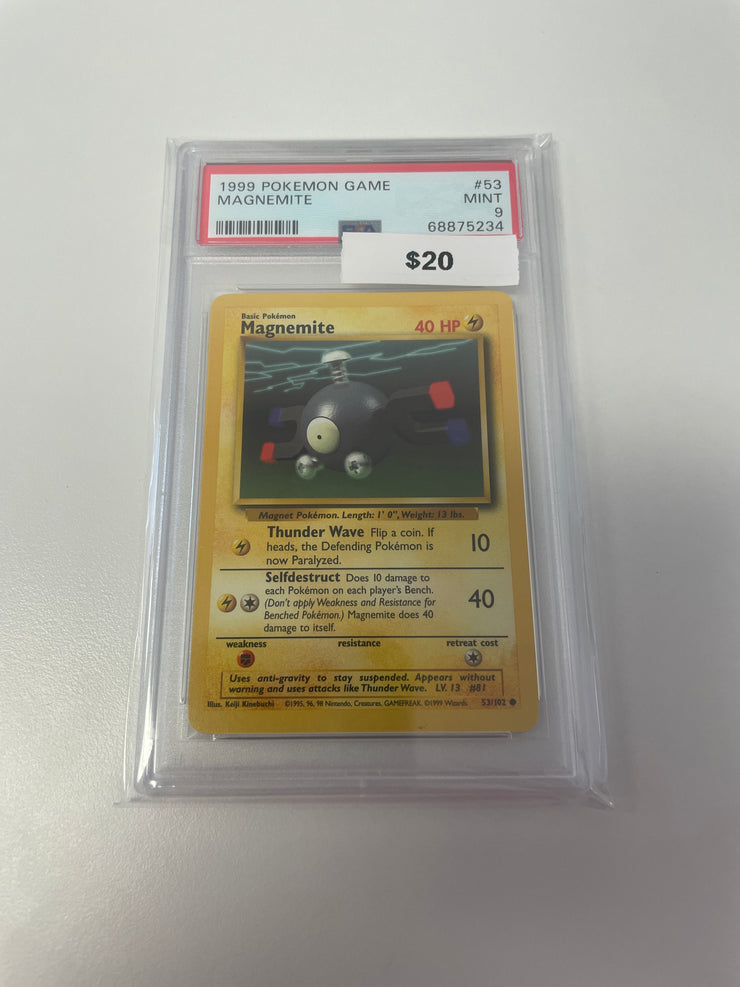 1999 POKEMON GAME #53
MAGNEMITE MINT
9
68875234
$20
Basic Pokémon
Magnemite 40 HP
Magnet Pokémon. Length: 1' 0", Weight: 13 lbs.
Thunder Wave Flip a coin. If
heads, the Defending Pokémon is
now Paralyzed.
10
Selfdestruct Does 10 damage to
each Pokémon on each player's Bench.
(Don't apply Weakness and Resistance for
Benched Pokémon.) Magnemite does 40
damage to itself.
40
weakness resistance retreat cost
Uses anti-gravity to stay suspended. Appears without
warning and uses attacks like Thunder Wave. LV. 13 #81
Illus. Keiji Kinebuchi ©1995, 96, 98 Nintendo, Creatures, GAMEFREAK. ©1999 Wizards. 53/102